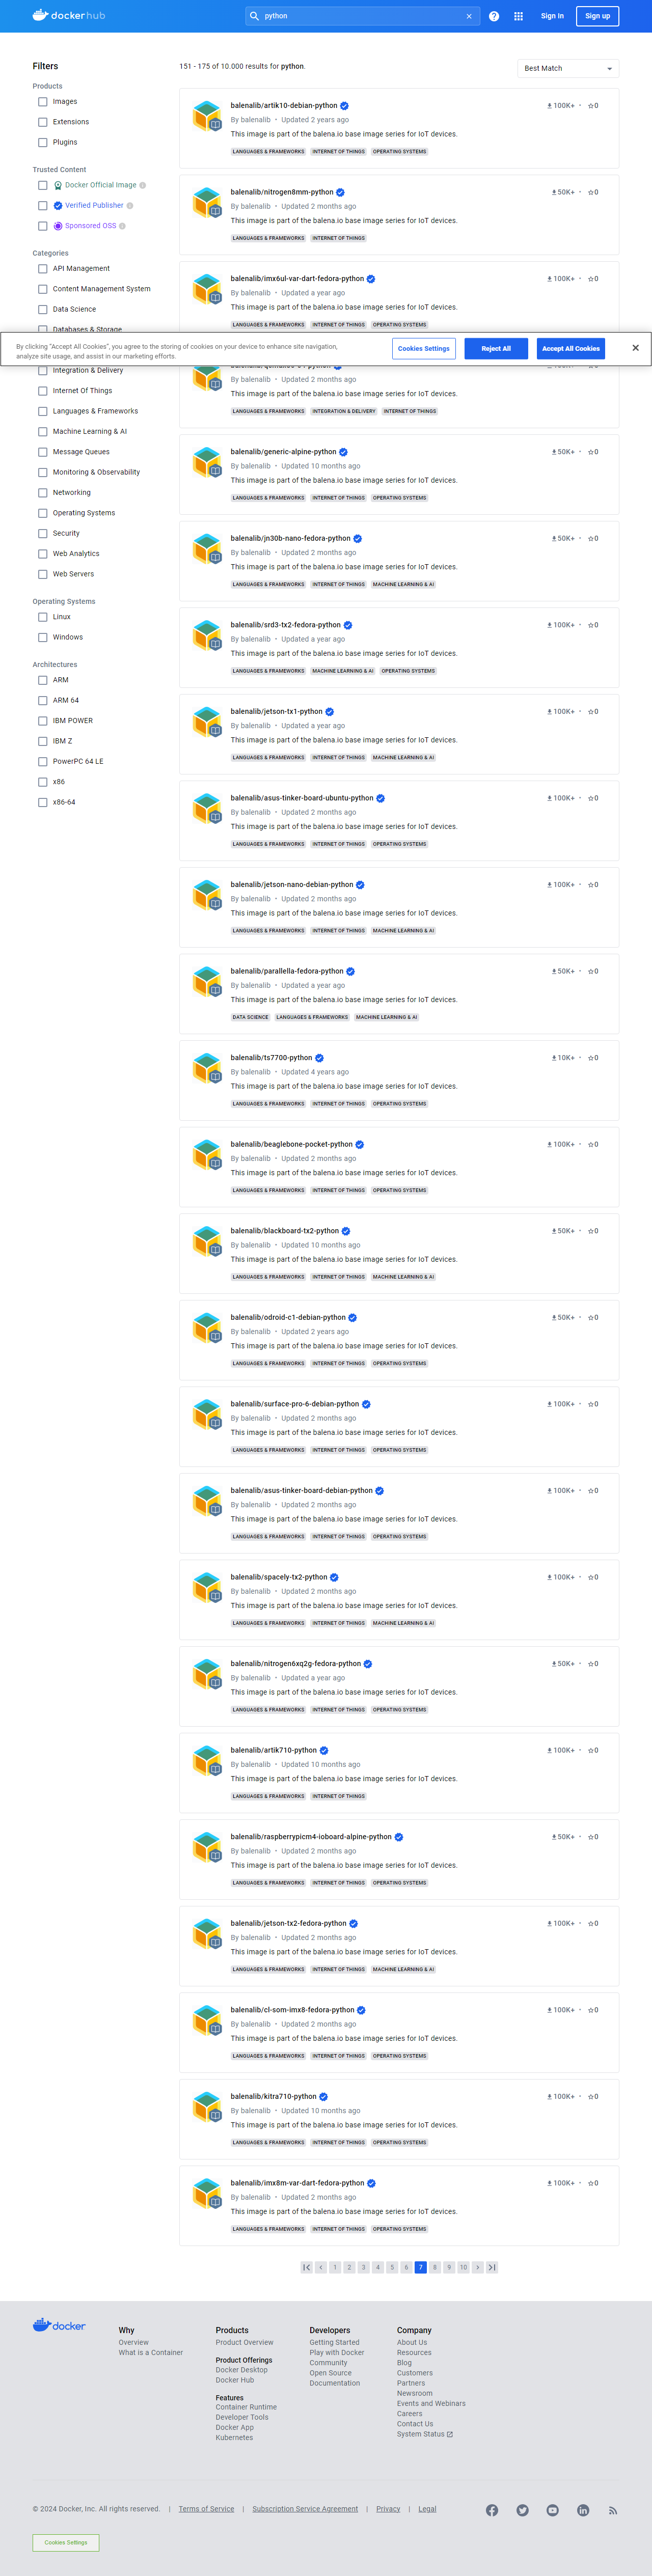 docker hub
python
Sign In
Sign up
Filters
Products
Images
Extensions
Plugins
Trusted Content
Docker Official Image
Verified Publisher
Sponsored OSS
Categories
API Management
Content Management System
Data Science
Databases & Storage
Integration & Delivery
Internet Of Things
Languages & Frameworks
Machine Learning & AI
Message Queues
Monitoring & Observability
Networking
Operating Systems
Security
Web Analytics
Web Servers
Operating Systems
Linux
Windows
Architectures
ARM
ARM 64
IBM POWER
IBM Z
PowerPC 64 LE
x86
x86-64
151 - 175 of 10.000 results for python.
Best Match
balenalib/artik10-debian-python 100K+ • 0
By balenalib • Updated 2 years ago
This image is part of the balena.io base image series for IoT devices.
LANGUAGES & FRAMEWORKS INTERNET OF THINGS OPERATING SYSTEMS
balenalib/nitrogen8mm-python 50K+ • 0
By balenalib • Updated 2 months ago
This image is part of the balena.io base image series for IoT devices.
LANGUAGES & FRAMEWORKS INTERNET OF THINGS
balenalib/imx6ul-var-dart-fedora-python 100K+ • 0
By balenalib • Updated a year ago
This image is part of the balena.io base image series for IoT devices.
LANGUAGES & FRAMEWORKS INTERNET OF THINGS OPERATING SYSTEMS
By clicking "Accept All Cookies", you agree to the storing of cookies on your device to enhance site navigation,
analyze site usage, and assist in our marketing efforts.
Cookies Settings
Reject All
Accept All Cookies
By balenalib • Updated 2 months ago
This image is part of the balena.io base image series for IoT devices.
LANGUAGES & FRAMEWORKS INTEGRATION & DELIVERY INTERNET OF THINGS
balenalib/generic-alpine-python 50K+ • 0
By balenalib • Updated 10 months ago
This image is part of the balena.io base image series for IoT devices.
LANGUAGES & FRAMEWORKS INTERNET OF THINGS OPERATING SYSTEMS
balenalib/jn30b-nano-fedora-python 50K+ • 0
By balenalib • Updated 2 months ago
This image is part of the balena.io base image series for IoT devices.
LANGUAGES & FRAMEWORKS INTERNET OF THINGS MACHINE LEARNING & AI
balenalib/srd3-tx2-fedora-python 100K+ • 0
By balenalib • Updated a year ago
This image is part of the balena.io base image series for IoT devices.
LANGUAGES & FRAMEWORKS MACHINE LEARNING & AI OPERATING SYSTEMS
balenalib/jetson-tx1-python 100K+ • 0
By balenalib • Updated a year ago
This image is part of the balena.io base image series for IoT devices.
LANGUAGES & FRAMEWORKS INTERNET OF THINGS MACHINE LEARNING & AI
balenalib/asus-tinker-board-ubuntu-python 100K+ • 0
By balenalib • Updated 2 months ago
This image is part of the balena.io base image series for IoT devices.
LANGUAGES & FRAMEWORKS INTERNET OF THINGS OPERATING SYSTEMS
balenalib/jetson-nano-debian-python 100K+ • 0
By balenalib • Updated 2 months ago
This image is part of the balena.io base image series for IoT devices.
LANGUAGES & FRAMEWORKS INTERNET OF THINGS MACHINE LEARNING & AI
balenalib/parallella-fedora-python 50K+ • 0
By balenalib • Updated a year ago
This image is part of the balena.io base image series for IoT devices.
DATA SCIENCE LANGUAGES & FRAMEWORKS MACHINE LEARNING & AI
balenalib/ts7700-python 10K+ • 0
By balenalib • Updated 4 years ago
This image is part of the balena.io base image series for IoT devices.
LANGUAGES & FRAMEWORKS INTERNET OF THINGS OPERATING SYSTEMS
balenalib/beaglebone-pocket-python 100K+ • 0
By balenalib • Updated 2 months ago
This image is part of the balena.io base image series for IoT devices.
LANGUAGES & FRAMEWORKS INTERNET OF THINGS OPERATING SYSTEMS
balenalib/blackboard-tx2-python 50K+ • 0
By balenalib • Updated 10 months ago
This image is part of the balena.io base image series for IoT devices.
LANGUAGES & FRAMEWORKS INTERNET OF THINGS MACHINE LEARNING & AI
balenalib/odroid-c1-debian-python 50K+ • 0
By balenalib • Updated 2 years ago
This image is part of the balena.io base image series for IoT devices.
LANGUAGES & FRAMEWORKS INTERNET OF THINGS OPERATING SYSTEMS
balenalib/surface-pro-6-debian-python 100K+ • 0
By balenalib • Updated 2 months ago
This image is part of the balena.io base image series for IoT devices.
LANGUAGES & FRAMEWORKS INTERNET OF THINGS OPERATING SYSTEMS
balenalib/asus-tinker-board-debian-python 100K+ • 0
By balenalib • Updated 2 months ago
This image is part of the balena.io base image series for IoT devices.
LANGUAGES & FRAMEWORKS INTERNET OF THINGS OPERATING SYSTEMS
balenalib/spacely-tx2-python 100K+ • 0
By balenalib • Updated 2 months ago
This image is part of the balena.io base image series for IoT devices.
LANGUAGES & FRAMEWORKS INTERNET OF THINGS MACHINE LEARNING & AI
balenalib/nitrogen6xq2g-fedora-python 50K+ • 0
By balenalib • Updated a year ago
This image is part of the balena.io base image series for IoT devices.
LANGUAGES & FRAMEWORKS INTERNET OF THINGS OPERATING SYSTEMS
balenalib/artik710-python 100K+ • 0
By balenalib • Updated 10 months ago
This image is part of the balena.io base image series for IoT devices.
LANGUAGES & FRAMEWORKS INTERNET OF THINGS
balenalib/raspberrypicm4-ioboard-alpine-python 50K+ • 0
By balenalib • Updated 2 months ago
This image is part of the balena.io base image series for IoT devices.
LANGUAGES & FRAMEWORKS INTERNET OF THINGS OPERATING SYSTEMS
balenalib/jetson-tx2-fedora-python 100K+ • 0
By balenalib • Updated 2 months ago
This image is part of the balena.io base image series for IoT devices.
LANGUAGES & FRAMEWORKS INTERNET OF THINGS MACHINE LEARNING & AI
balenalib/cl-som-imx8-fedora-python 100K+ • 0
By balenalib • Updated 2 months ago
This image is part of the balena.io base image series for IoT devices.
LANGUAGES & FRAMEWORKS INTERNET OF THINGS OPERATING SYSTEMS
balenalib/kitra710-python 100K+ • 0
By balenalib • Updated 10 months ago
This image is part of the balena.io base image series for IoT devices.
LANGUAGES & FRAMEWORKS INTERNET OF THINGS OPERATING SYSTEMS
balenalib/imx8m-var-dart-fedora-python 100K+ • 0
By balenalib • Updated 2 months ago
This image is part of the balena.io base image series for IoT devices.
LANGUAGES & FRAMEWORKS INTERNET OF THINGS OPERATING SYSTEMS
1 2 3 4 5 6 7 8 9 10
docker
Why
Overview
What is a Container
Products
Product Overview
Product Offerings
Docker Desktop
Docker Hub
Features
Container Runtime
Developer Tools
Docker App
Kubernetes
Developers
Getting Started
Play with Docker
Community
Open Source
Documentation
Company
About Us
Resources
Blog
Customers
Partners
Newsroom
Events and Webinars
Careers
Contact Us
System Status
© 2024 Docker, Inc. All rights reserved. | Terms of Service | Subscription Service Agreement | Privacy | Legal
Cookies Settings